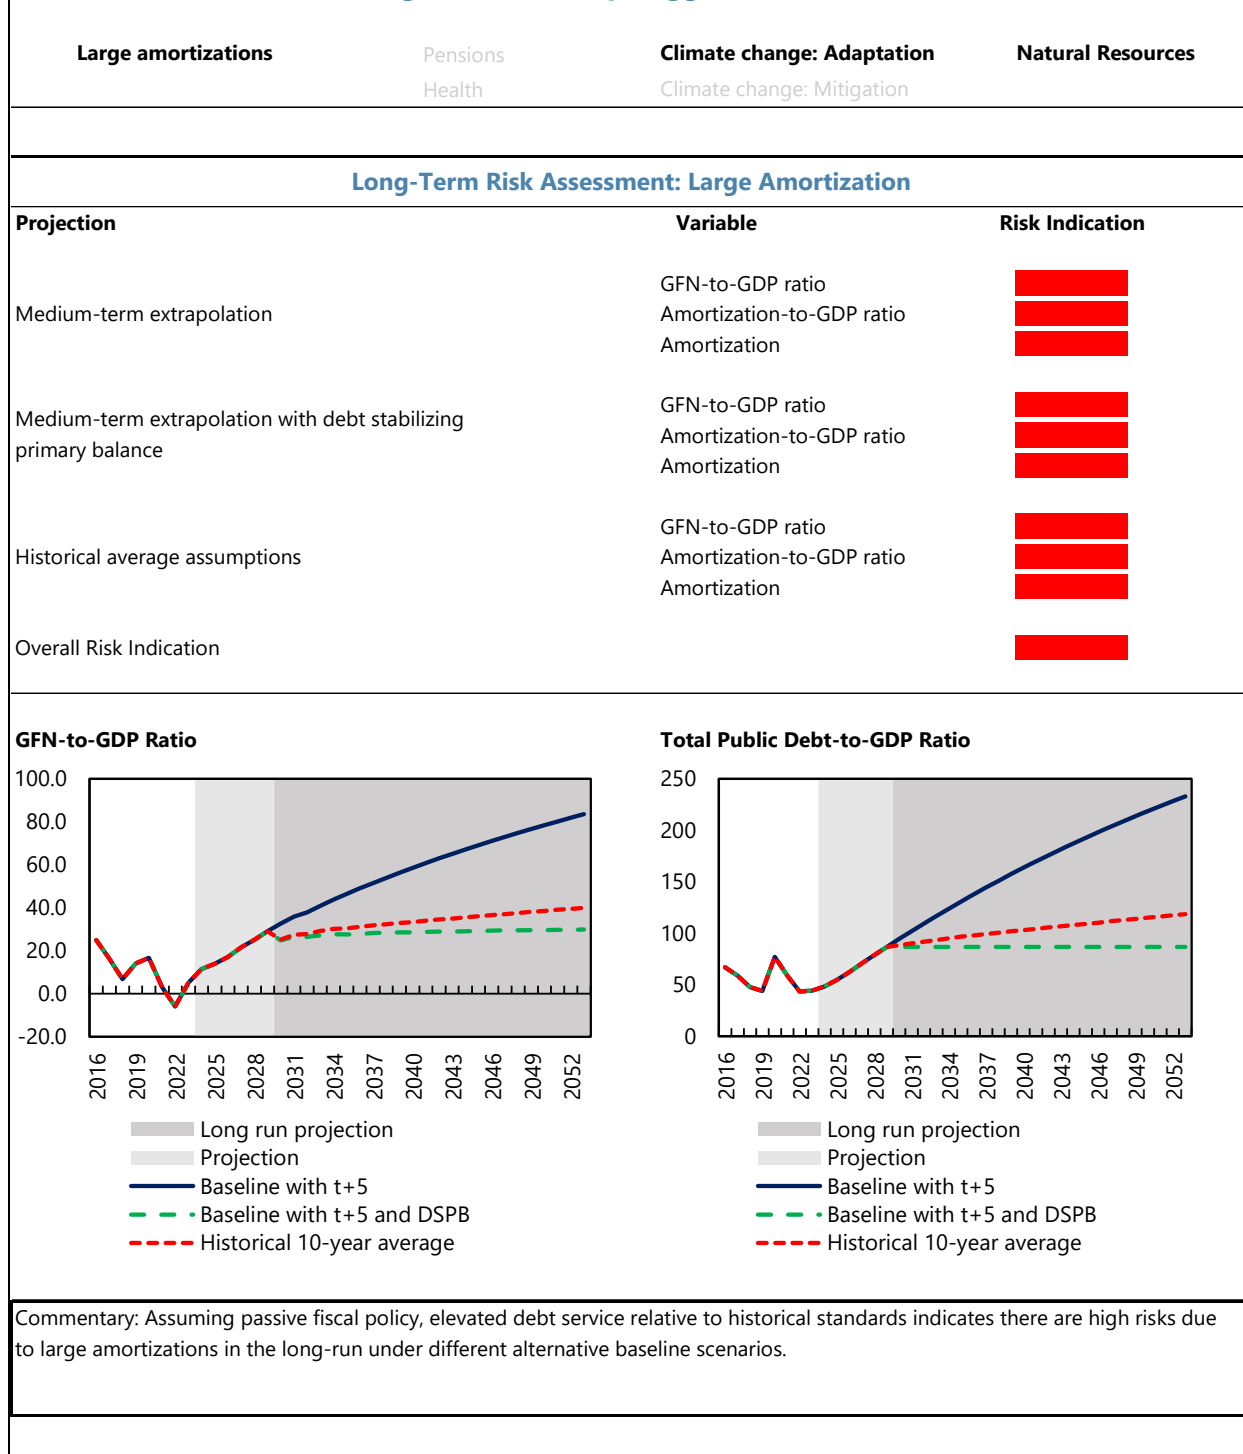 Large amortizations Pensions Climate change: Adaptation Natural Resources
Health Climate change: Mitigation
Long-Term Risk Assessment: Large Amortization
Projection Variable Risk Indication
GFN-to-GDP ratio
Medium-term extrapolation Amortization-to-GDP ratio
Amortization
Medium-term extrapolation with debt stabilizing
primary balance
GFN-to-GDP ratio
Amortization-to-GDP ratio
Amortization
GFN-to-GDP ratio
Historical average assumptions Amortization-to-GDP ratio
Amortization
Overall Risk Indication
GFN-to-GDP Ratio
100.0
80.0
60.0
40.0
20.0
0.0
-20.0
2016 2019 2022 2025 2028 2031 2034 2037 2040 2043 2046 2049 2052
Long run projection
Projection
Baseline with t+5
Baseline with t+5 and DSPB
Historical 10-year average
Total Public Debt-to-GDP Ratio
250
200
150
100
50
0
2016 2019 2022 2025 2028 2031 2034 2037 2040 2043 2046 2049 2052
Long run projection
Projection
Baseline with t+5
Baseline with t+5 and DSPB
Historical 10-year average
Commentary: Assuming passive fiscal policy, elevated debt service relative to historical standards indicates there are high risks due
to large amortizations in the long-run under different alternative baseline scenarios.